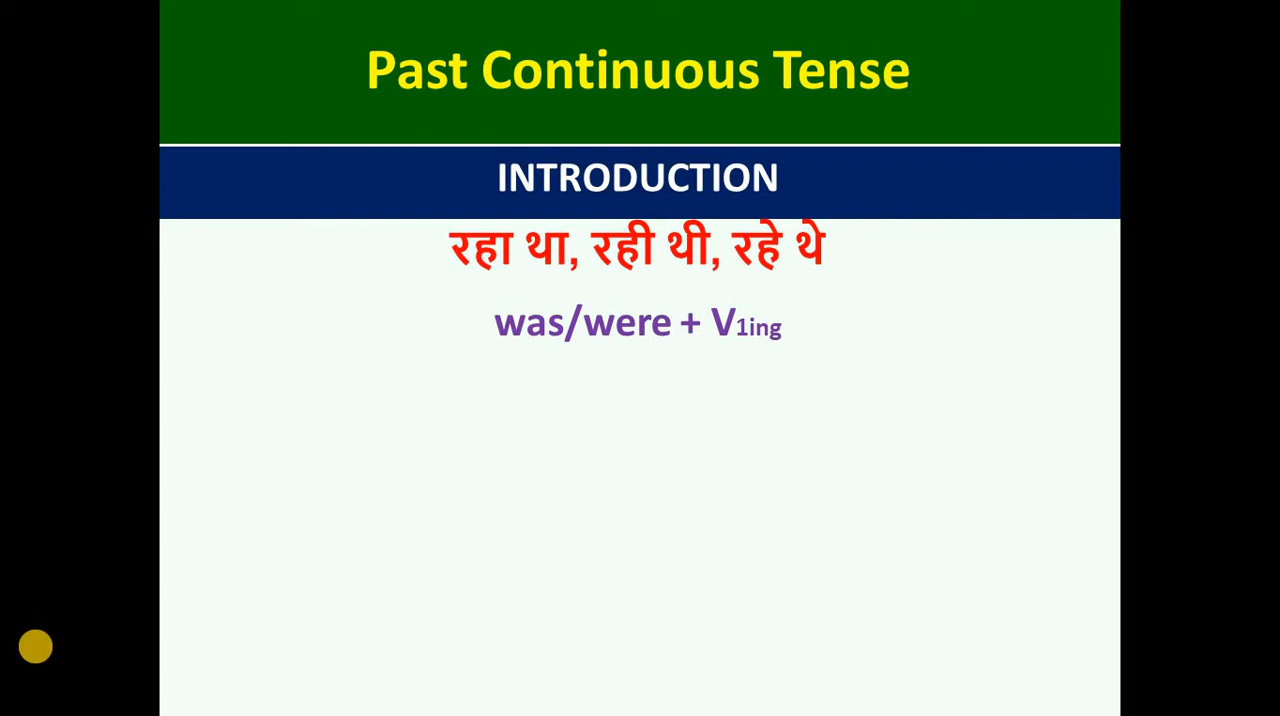 Past Continuous Tense
INTRODUCTION
रहा था, रही थी, रहे थे
was/were + V1ing